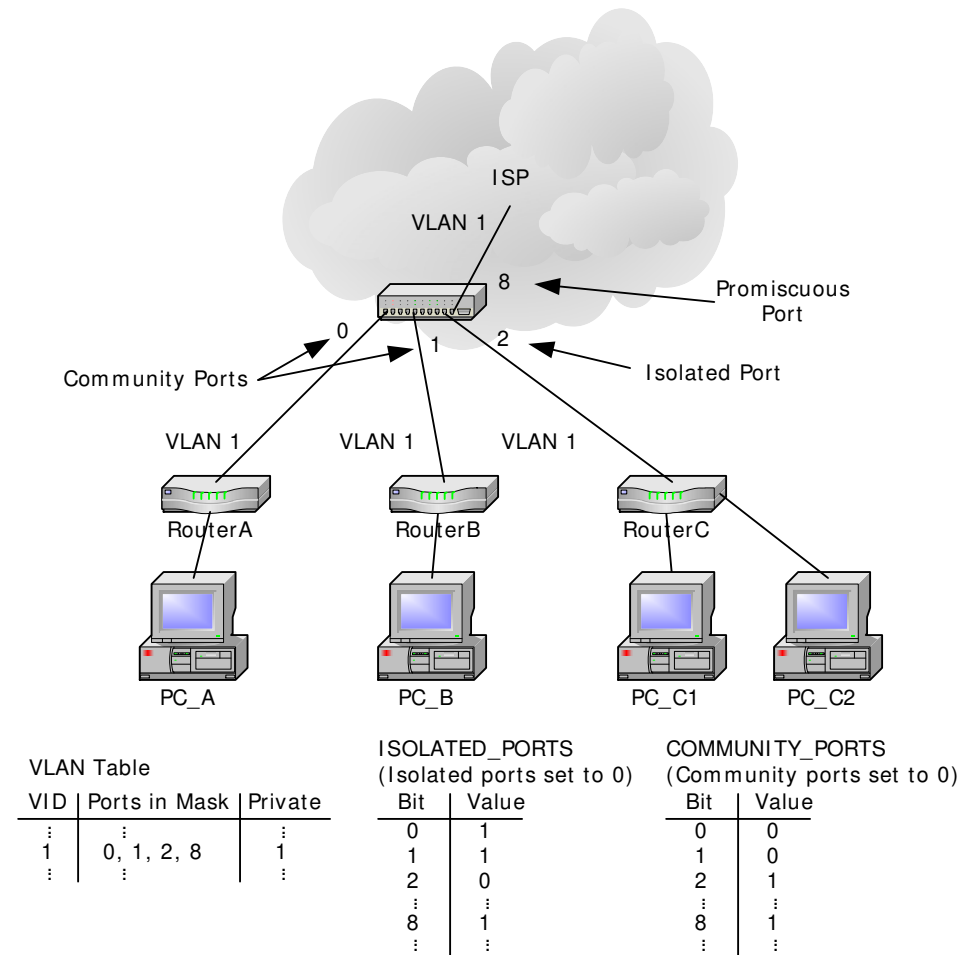 ISP
VLAN 1
8
Promiscuous
Port
0
1
2
Community Ports
Isolated Port
VLAN 1
VLAN 1
VLAN 1
RouterA
RouterB
RouterC
PC_A
PC_B
PC_C1
PC_C2
VLAN Table
VID Ports in Mask Private
⋮ ⋮ ⋮
1 0, 1, 2, 8 1
⋮ ⋮ ⋮
ISOLATED_PORTS
(Isolated ports set to 0)
Bit Value
0 1
1 1
2 0
⋮ ⋮
8 1
⋮ ⋮
COMMUNITY_PORTS
(Community ports set to 0)
Bit Value
0 0
1 0
2 1
⋮ ⋮
8 1
⋮ ⋮